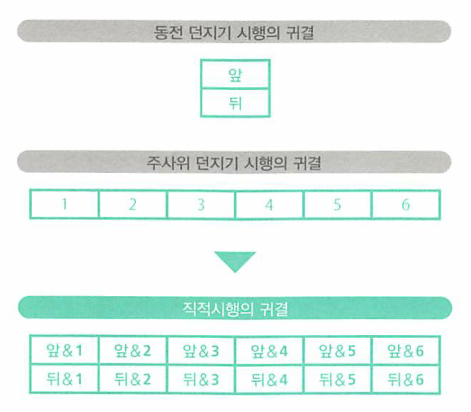 동전 던지기 시행의 귀결
앞
뒤
주사위 던지기 시행의 귀결
1 2 3 4 5 6
직적시행의 귀결
앞&1 앞&2 앞&3 앞&4 앞&5 앞&6
뒤&1 뒤&2 뒤&3 뒤&4 뒤&5 뒤&6